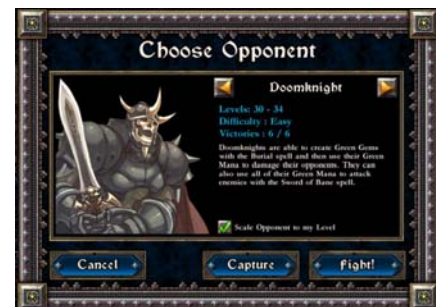 Choose Opponent
Doomknight
Levels: 30 - 34
Difficulty : Easy
Victories : 6 / 6
Doomknights are able to create Green Gems
with the Burial spell and then use their Green
Mana to damage their opponents. They can
also use all of their Green Mana to attack
enemies with the Sword of Bane spell.
Scale Opponent to my Level
Cancel
Capture
Fight!